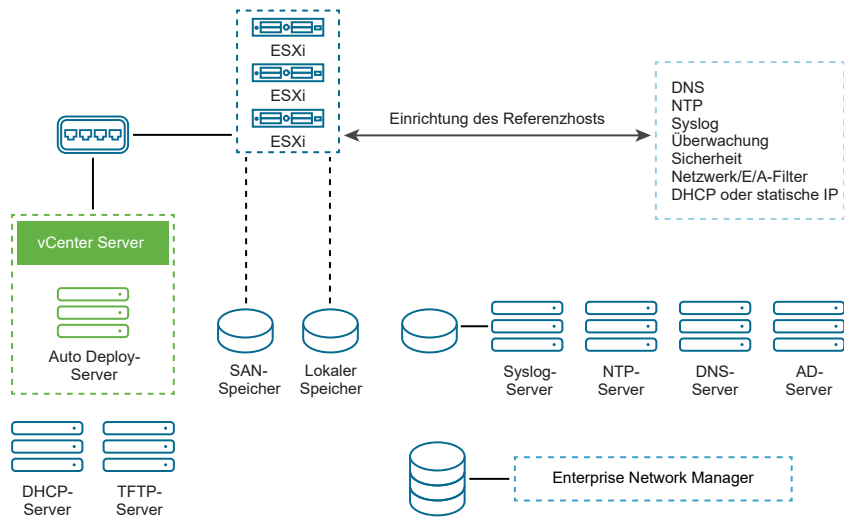 ESXi
ESXi
ESXi
Einrichtung des Referenzhosts
DNS
NTP
Syslog
Überwachung
Sicherheit
Netzwerk/E/A-Filter
DHCP oder statische IP
vCenter Server
Auto Deploy-
Server
SAN-
Speicher
Lokaler
Speicher
Syslog-
Server
NTP-
Server
DNS-
Server
AD-
Server
DHCP-
Server
TFTP-
Server
Enterprise Network Manager